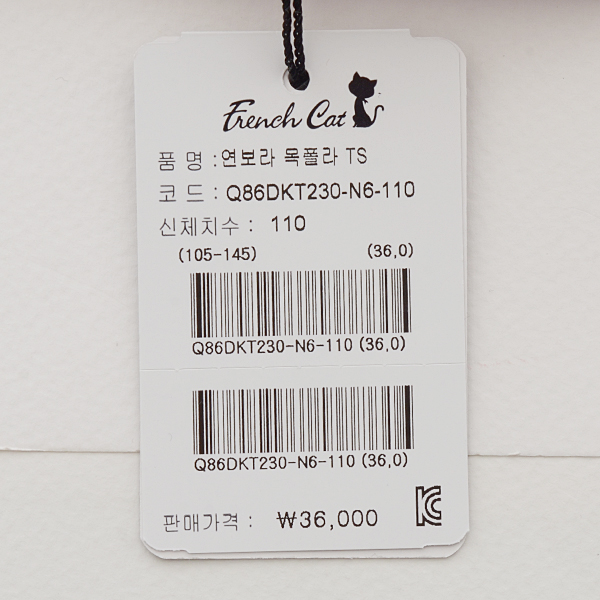 French Cat
품 명 : 연보라 목폴라 TS
코 드 : Q86DKT230-N6-110
신체치수 : 110
(105-145) (36,0)
Q86DKT230-N6-110 (36,0)
Q86DKT230-N6-110 (36,0)
판매가격 : ₩36,000
KC